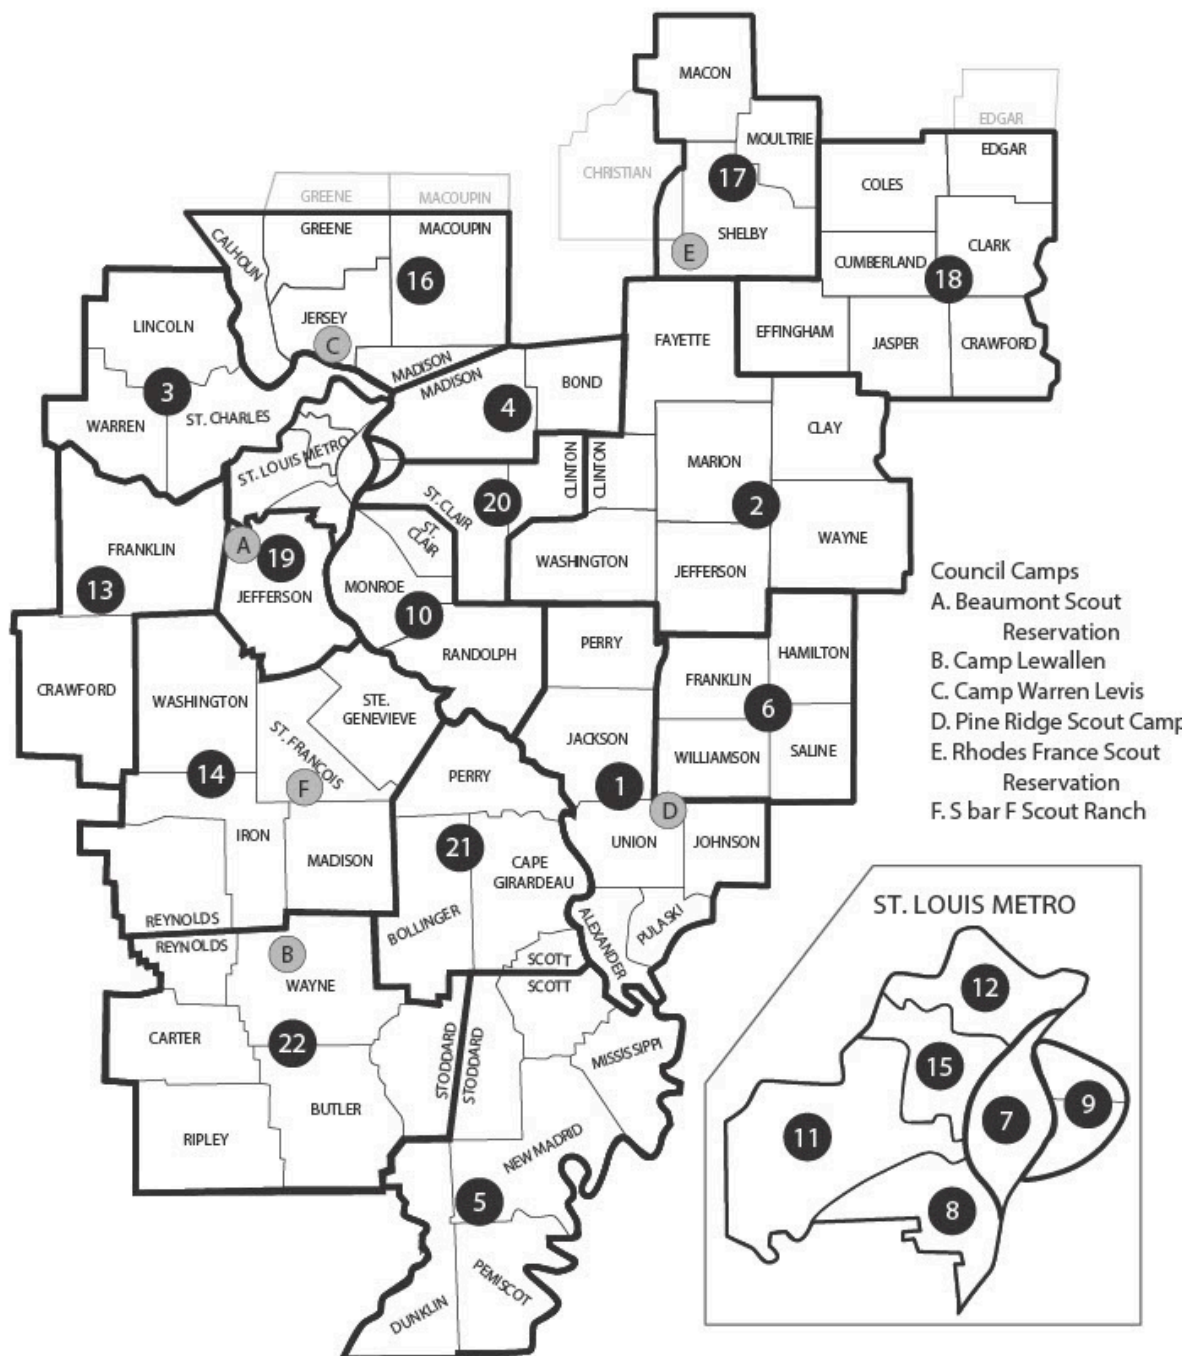 MACON
EDGAR
MOULTRIE
EDGAR
CHRISTIAN
17
COLES
GREENE
MACOUPIN
GREENE
MACOUPIN
SHELBY
CLARK
CALHOUN
E
CUMBERLAND
18
16
LINCOLN
JERSEY
C
FAYETTE
EFFINGHAM
JASPER
CRAWFORD
MADISON
MADISON
BOND
3
4
WARREN
ST. CHARLES
CLAY
ST. LOUIS METRO
MARION
CLINTON
CLINTON
20
ST. CLAIR
2
ST. CLAIR
WAYNE
FRANKLIN
A
19
WASHINGTON
JEFFERSON
13
JEFFERSON
MONROE
10
PERRY
HAMILTON
RANDOLPH
FRANKLIN
CRAWFORD
WASHINGTON
STE.
GENEVIEVE
6
ST. FRANCOIS
JACKSON
WILLIAMSON
SALINE
14
F
PERRY
1
D
IRON
MADISON
21
CAPE
GIRARDEAU
UNION
JOHNSON
REYNOLDS
BOLLINGER
ALEXANDER
PULASKI
REYNOLDS
B
WAYNE
SCOTT
SCOTT
CARTER
22
STODDARD
STODDARD
MISSISSIPPI
RIPLEY
BUTLER
NEW MADRID
5
PEMISCOT
DUNKLIN
Council Camps
A. Beaumont Scout
Reservation
B. Camp Lewallen
C. Camp Warren Levis
D. Pine Ridge Scout Camp
E. Rhodes France Scout
Reservation
F. S bar F Scout Ranch
ST. LOUIS METRO
12
15
9
7
11
8